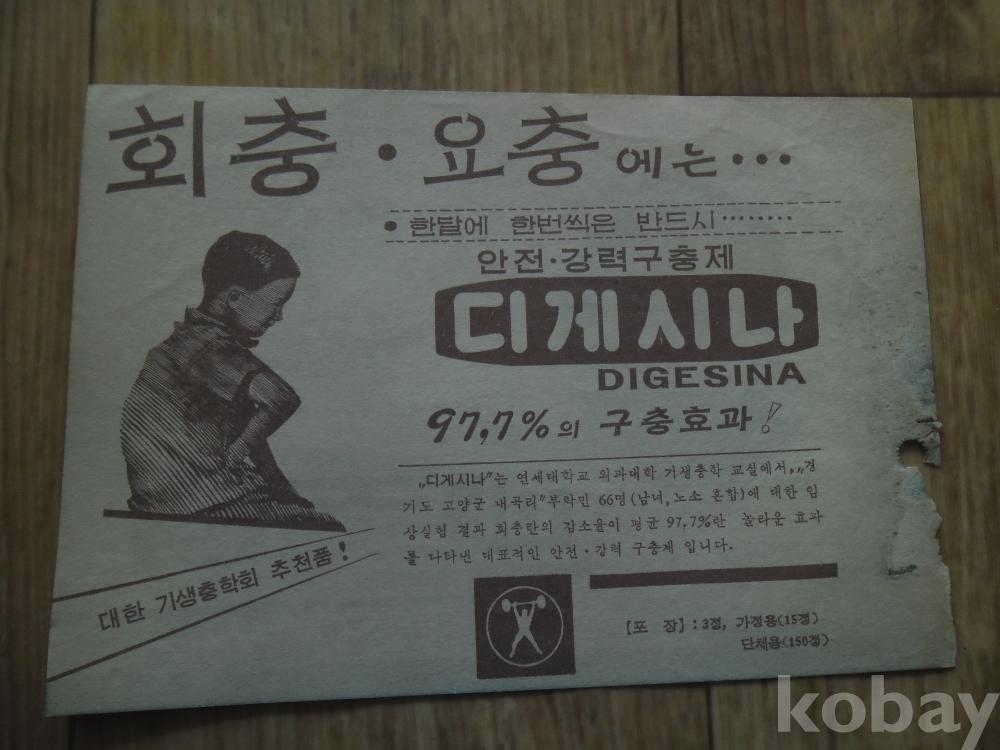 회충·요충에는···
• 한달에 한번씩은 반드시········
안전·강력구충제
디게시나
DIGESINA
97,7%의 구충효과!
„디게시나"는 연세대학교 의과대학 기생충학 교실에서, „경
기도 고양군 내곡리"부락민 66명(남녀, 노소 혼합)에 대한 임
상실험 결과 회충란의 감소율이 평균 97,7%란 놀라운 효과
를 나타낸 대표적인 안전·강력 구충제 입니다.
대한 기생충학회 추천품!
【포 장】: 3정, 가정용(15정)
단체용(150정)
kobay